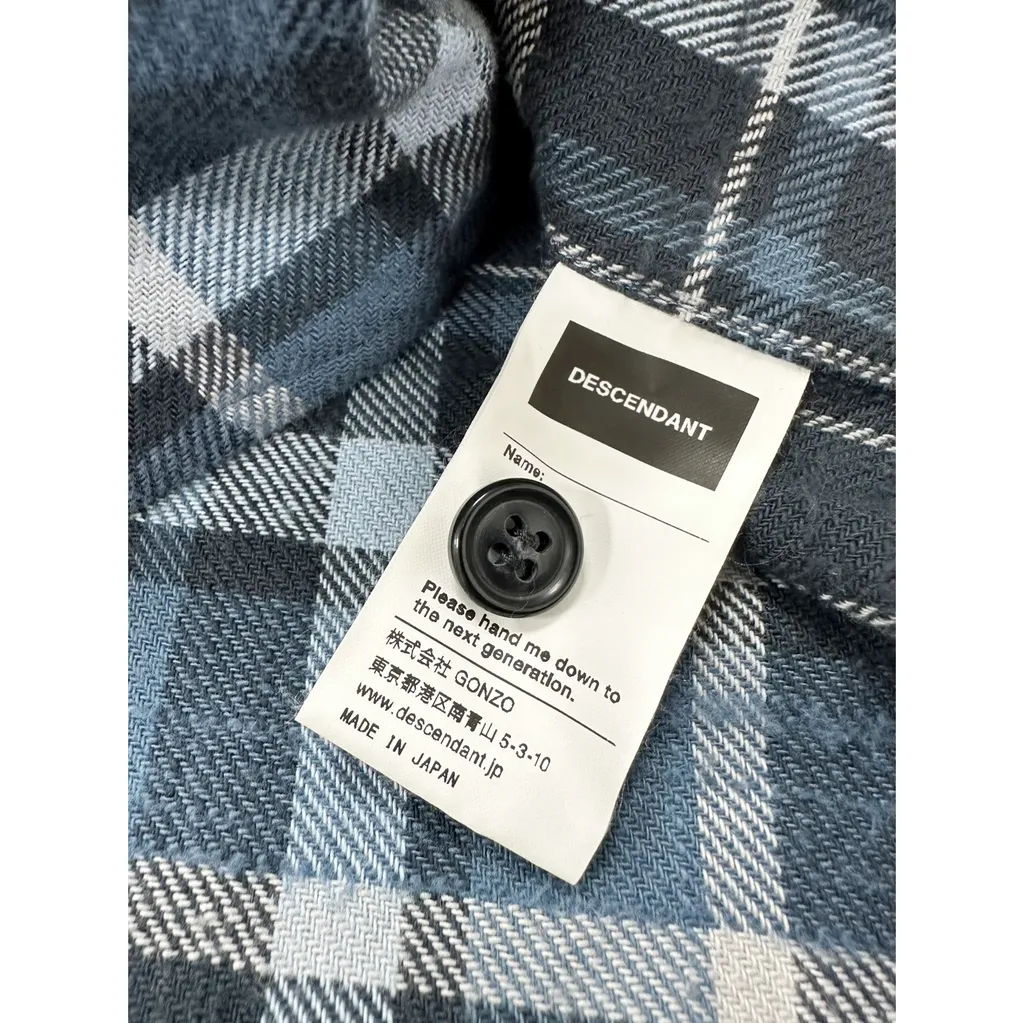 DESCENDANT
Name:
Please hand me down to
the next generation.
株式会社 GONZO
東京都港区南青山 5-3-10
www.descendant.jp
MADE IN JAPAN